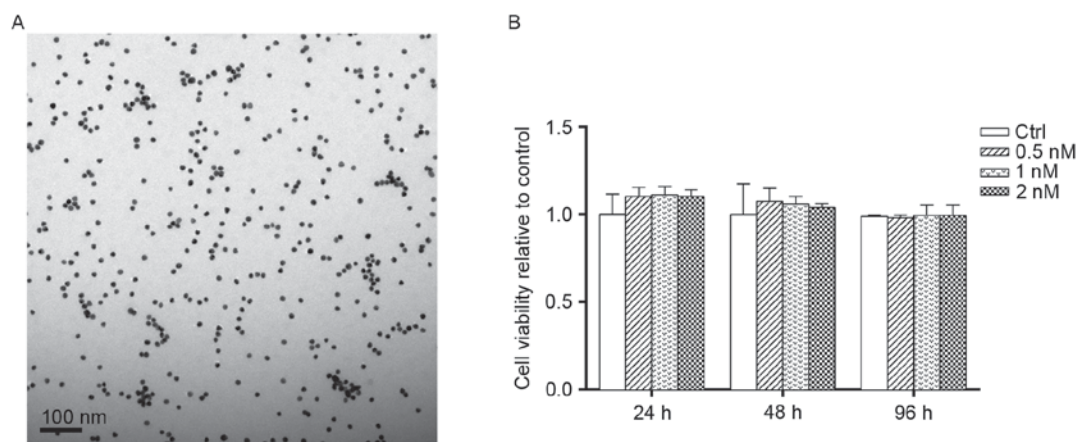 A
100 nm
B
Cell viability relative to control
1.5
1.0
0.5
0.0
24 h
48 h
96 h
Ctrl
0.5 nM
1 nM
2 nM